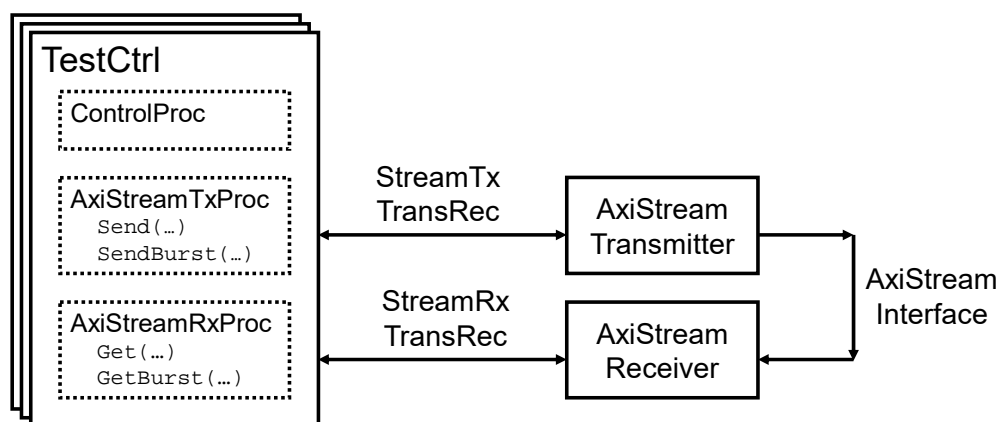 TestCtrl
ControlProc
AxiStreamTxProc
Send(…)
SendBurst(…)
AxiStreamRxProc
Get(…)
GetBurst(…)
StreamTx
TransRec
StreamRx
TransRec
AxiStream
Transmitter
AxiStream
Receiver
AxiStream
Interface